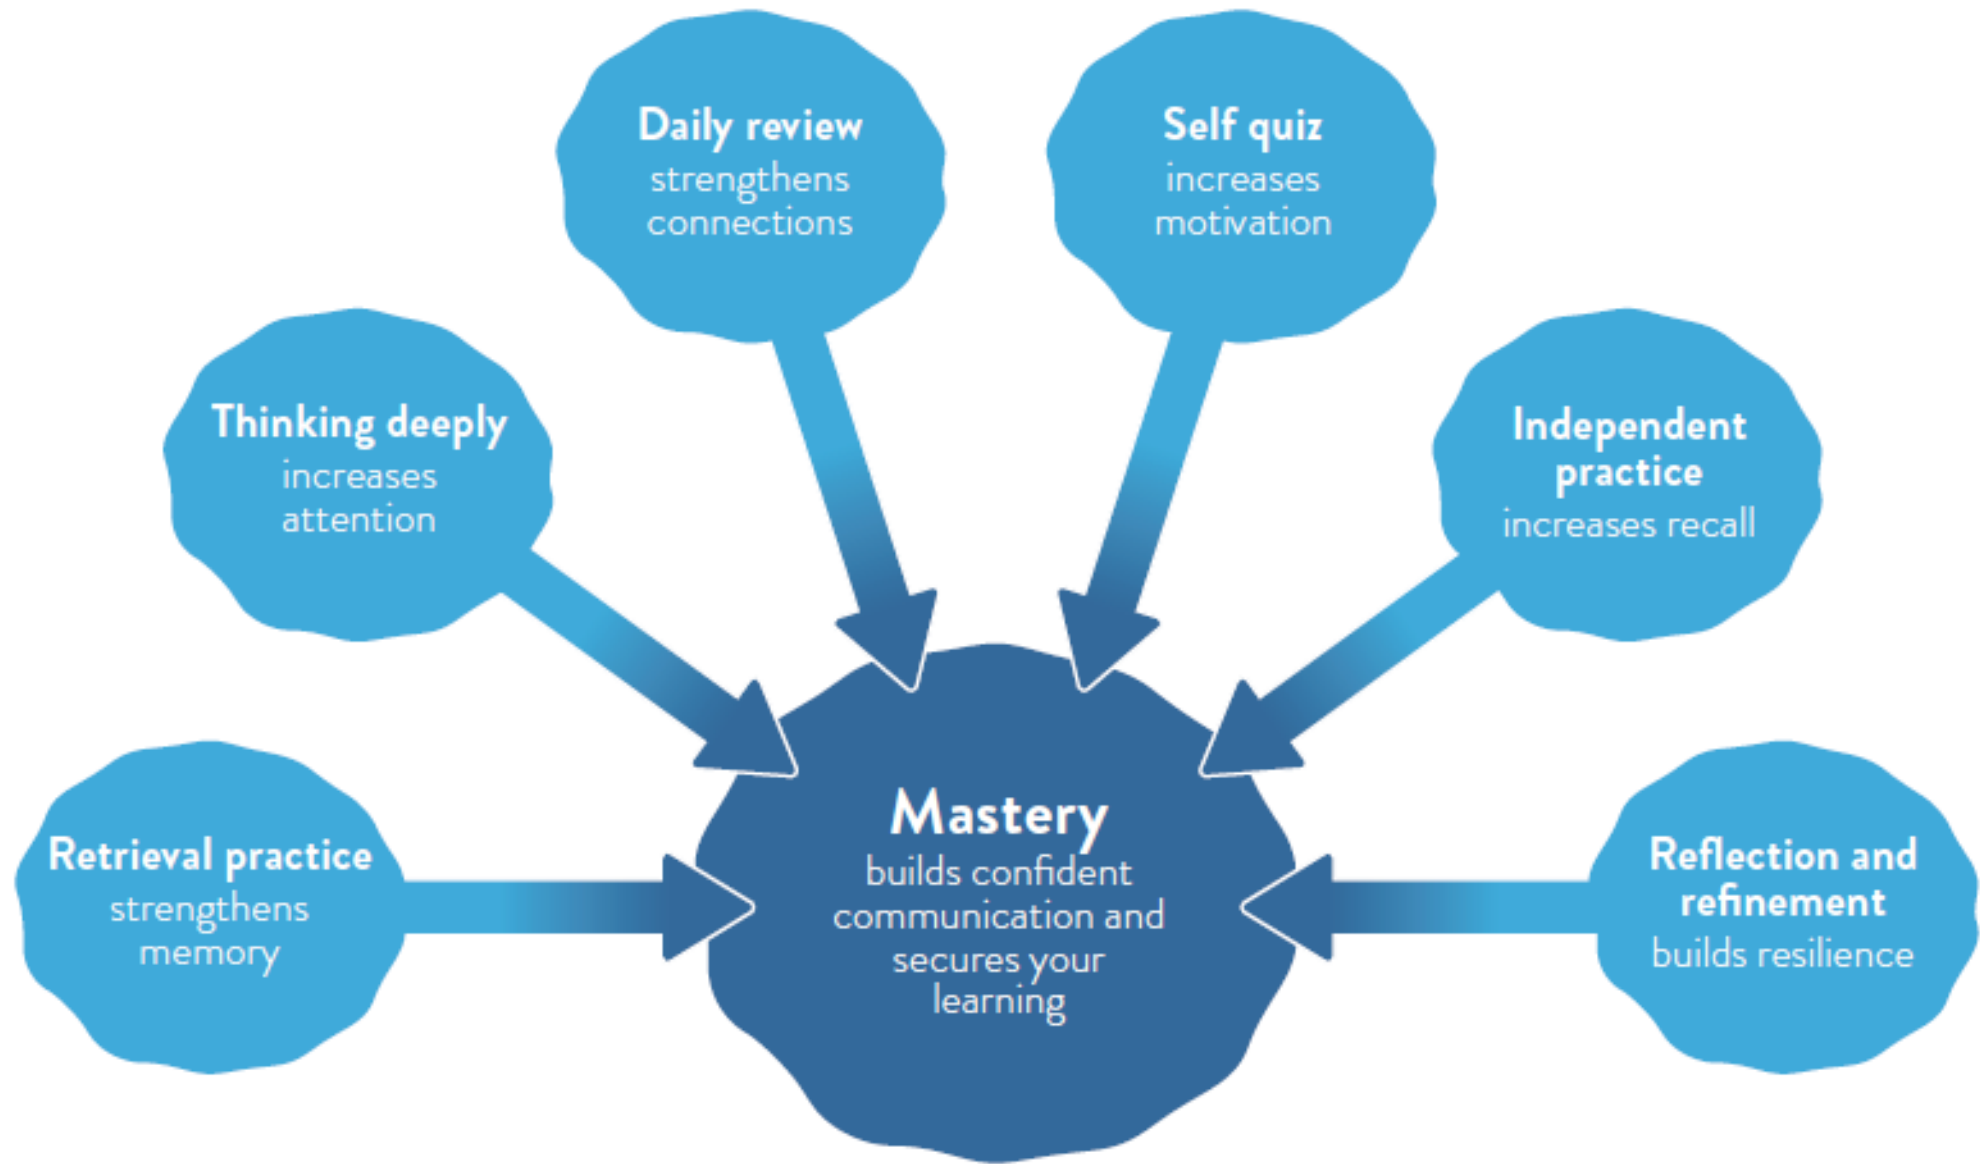 Daily review
strengthens
connections
Self quiz
increases
motivation
Thinking deeply
increases
attention
Independent
practice
increases recall
Retrieval practice
strengthens
memory
Mastery
builds confident
communication and
secures your
learning
Reflection and
refinement
builds resilience